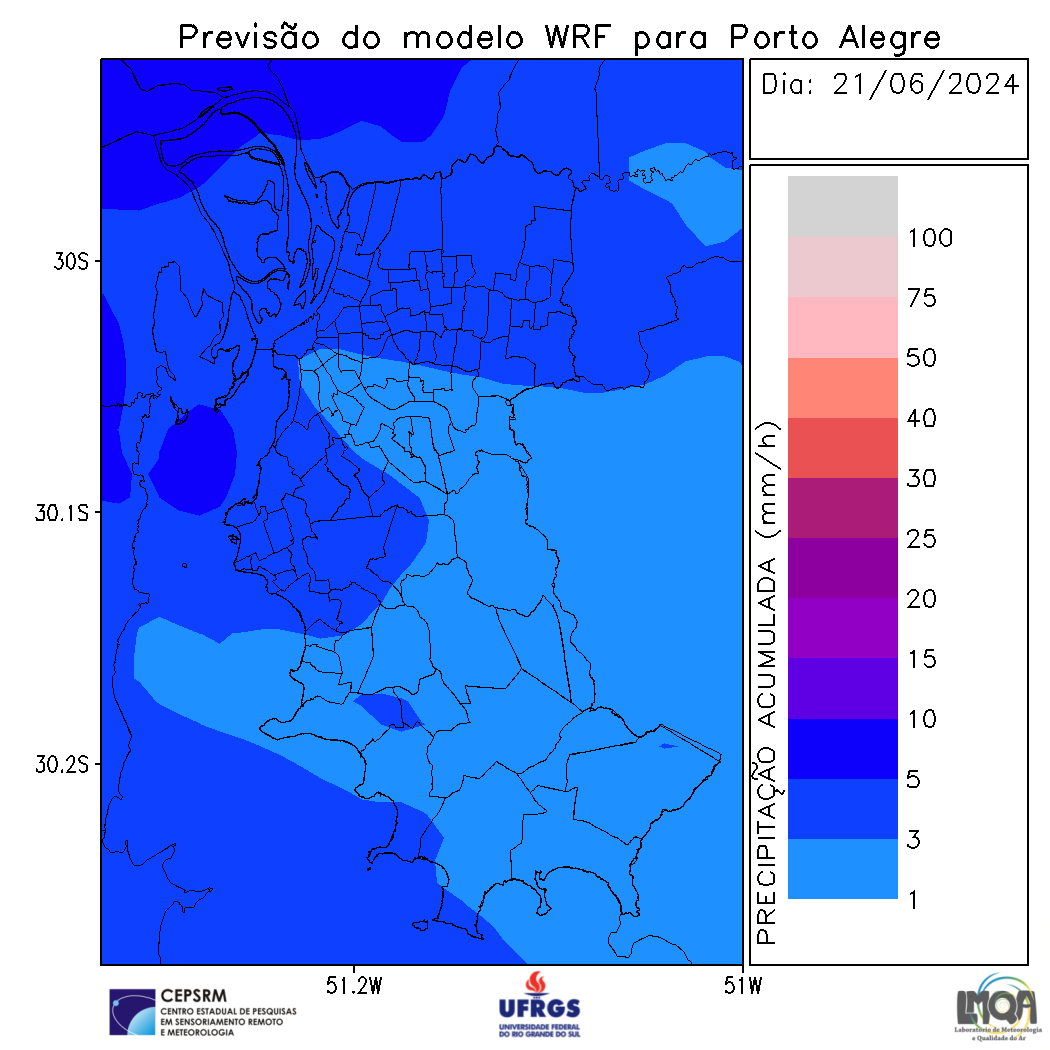 Previsão do modelo WRF para Porto Alegre
Dia: 21/06/2024
30S
30.1S
30.2S
51.2W
51W
PRECIPITAÇÃO ACUMULADA (mm/h)
100
75
50
40
30
25
20
15
10
5
3
1
CEPSRM
CENTRO ESTADUAL DE PESQUISAS
EM SENSORIAMENTO REMOTO
E METEOROLOGIA
UFRGS
UNIVERSIDADE FEDERAL
DO RIO GRANDE DO SUL
LMQA
Laboratório de Meteorologia
e Qualidade do Ar